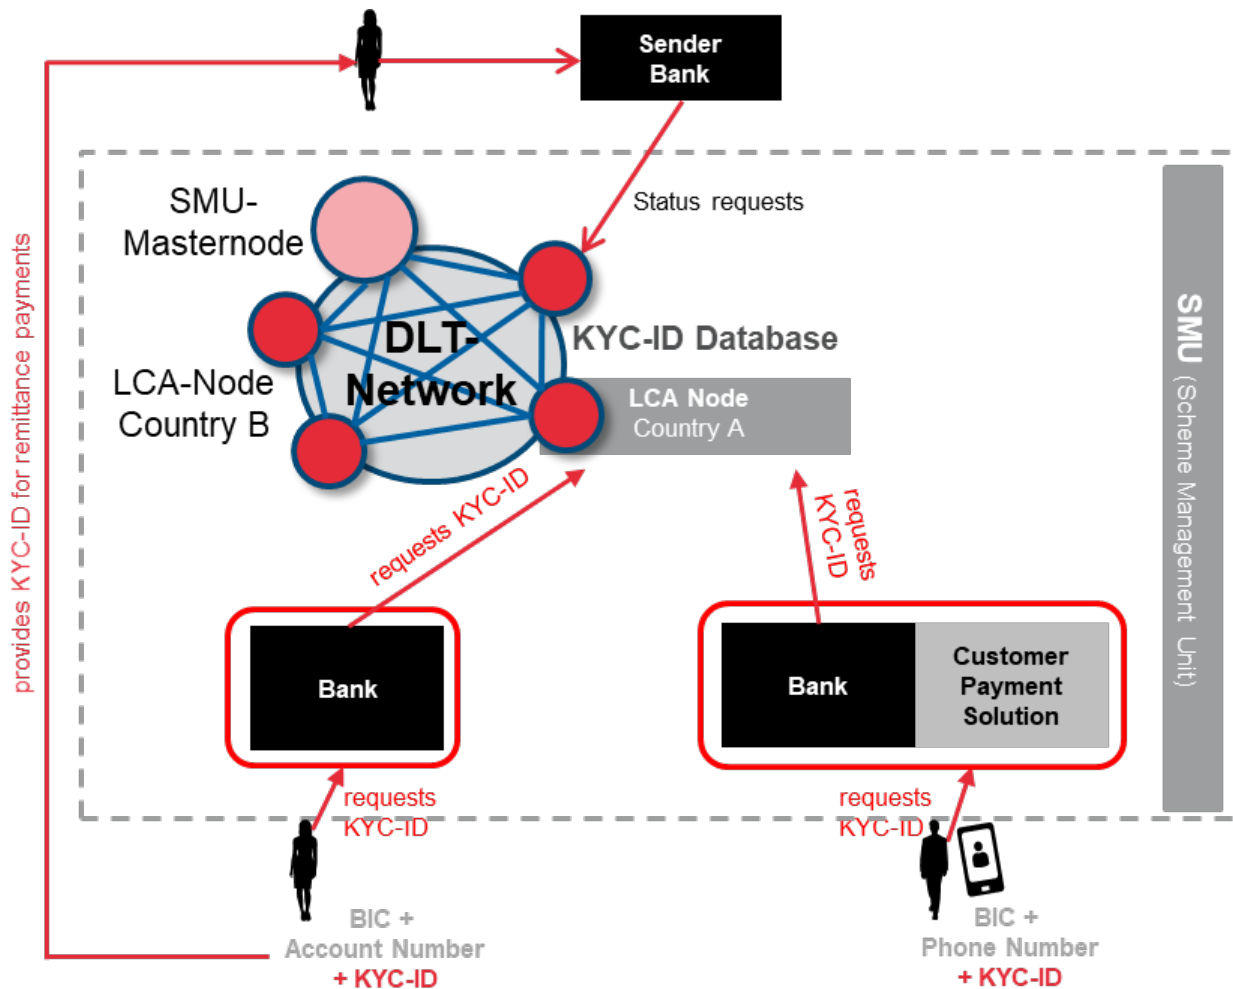 Sender
Bank
Status requests
SMU-
Masternode
DLT-
Network
KYC-ID Database
LCA-Node
Country B
LCA Node
Country A
SMU (Scheme Management Unit)
provides KYC-ID for remittance payments
requests KYC-ID
requests
KYC-ID
Bank
Bank
Customer
Payment
Solution
requests
KYC-ID
requests
KYC-ID
BIC +
Account Number
+ KYC-ID
BIC +
Phone Number
+ KYC-ID